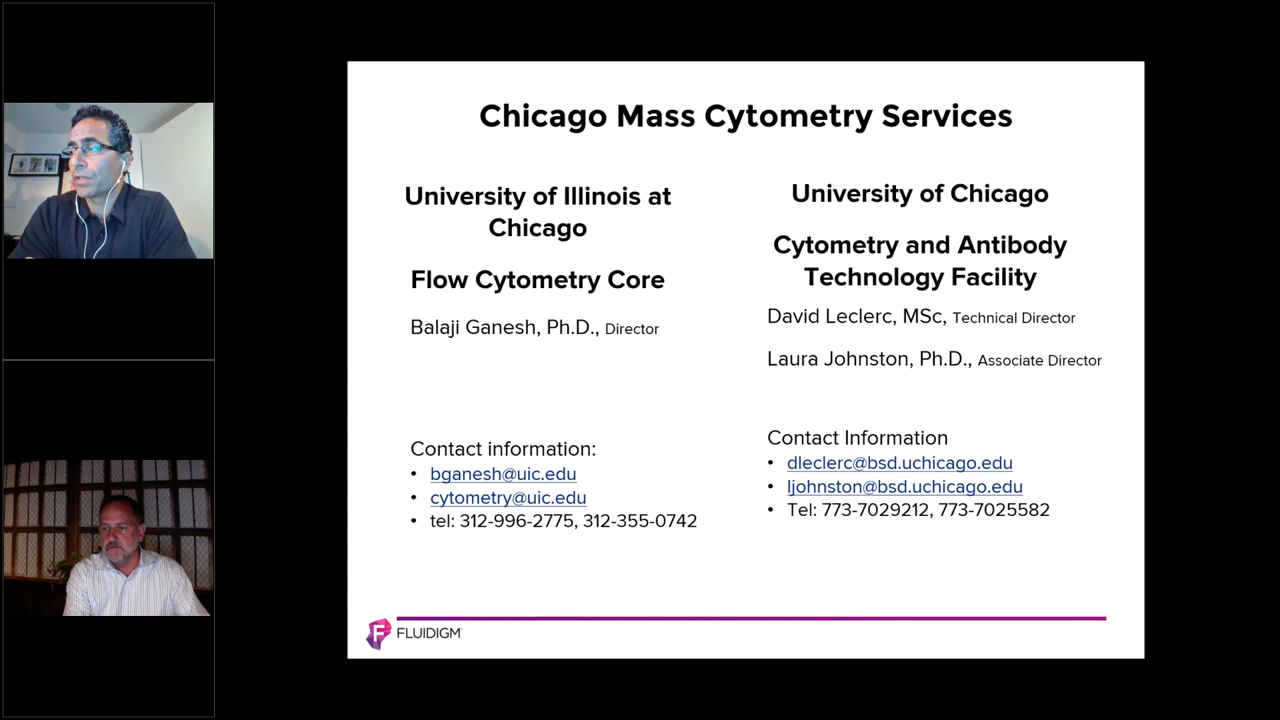 Chicago Mass Cytometry Services
University of Illinois at
Chicago
Flow Cytometry Core
Balaji Ganesh, Ph.D., Director
Contact information:
• bganesh@uic.edu
• cytometry@uic.edu
• tel: 312-996-2775, 312-355-0742
University of Chicago
Cytometry and Antibody
Technology Facility
David Leclerc, MSc, Technical Director
Laura Johnston, Ph.D., Associate Director
Contact Information
• dleclerc@bsd.uchicago.edu
• ljohnston@bsd.uchicago.edu
• Tel: 773-7029212, 773-7025582
FLUIDIGM